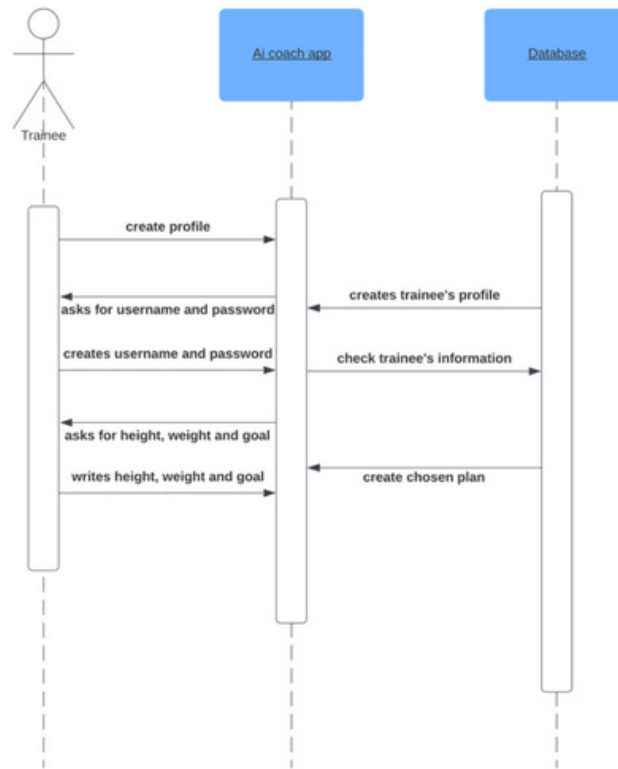 Ai coach app
Database
Trainee
create profile
creates trainee's profile
asks for username and password
creates username and password
check trainee's information
asks for height, weight and goal
writes height, weight and goal
create chosen plan